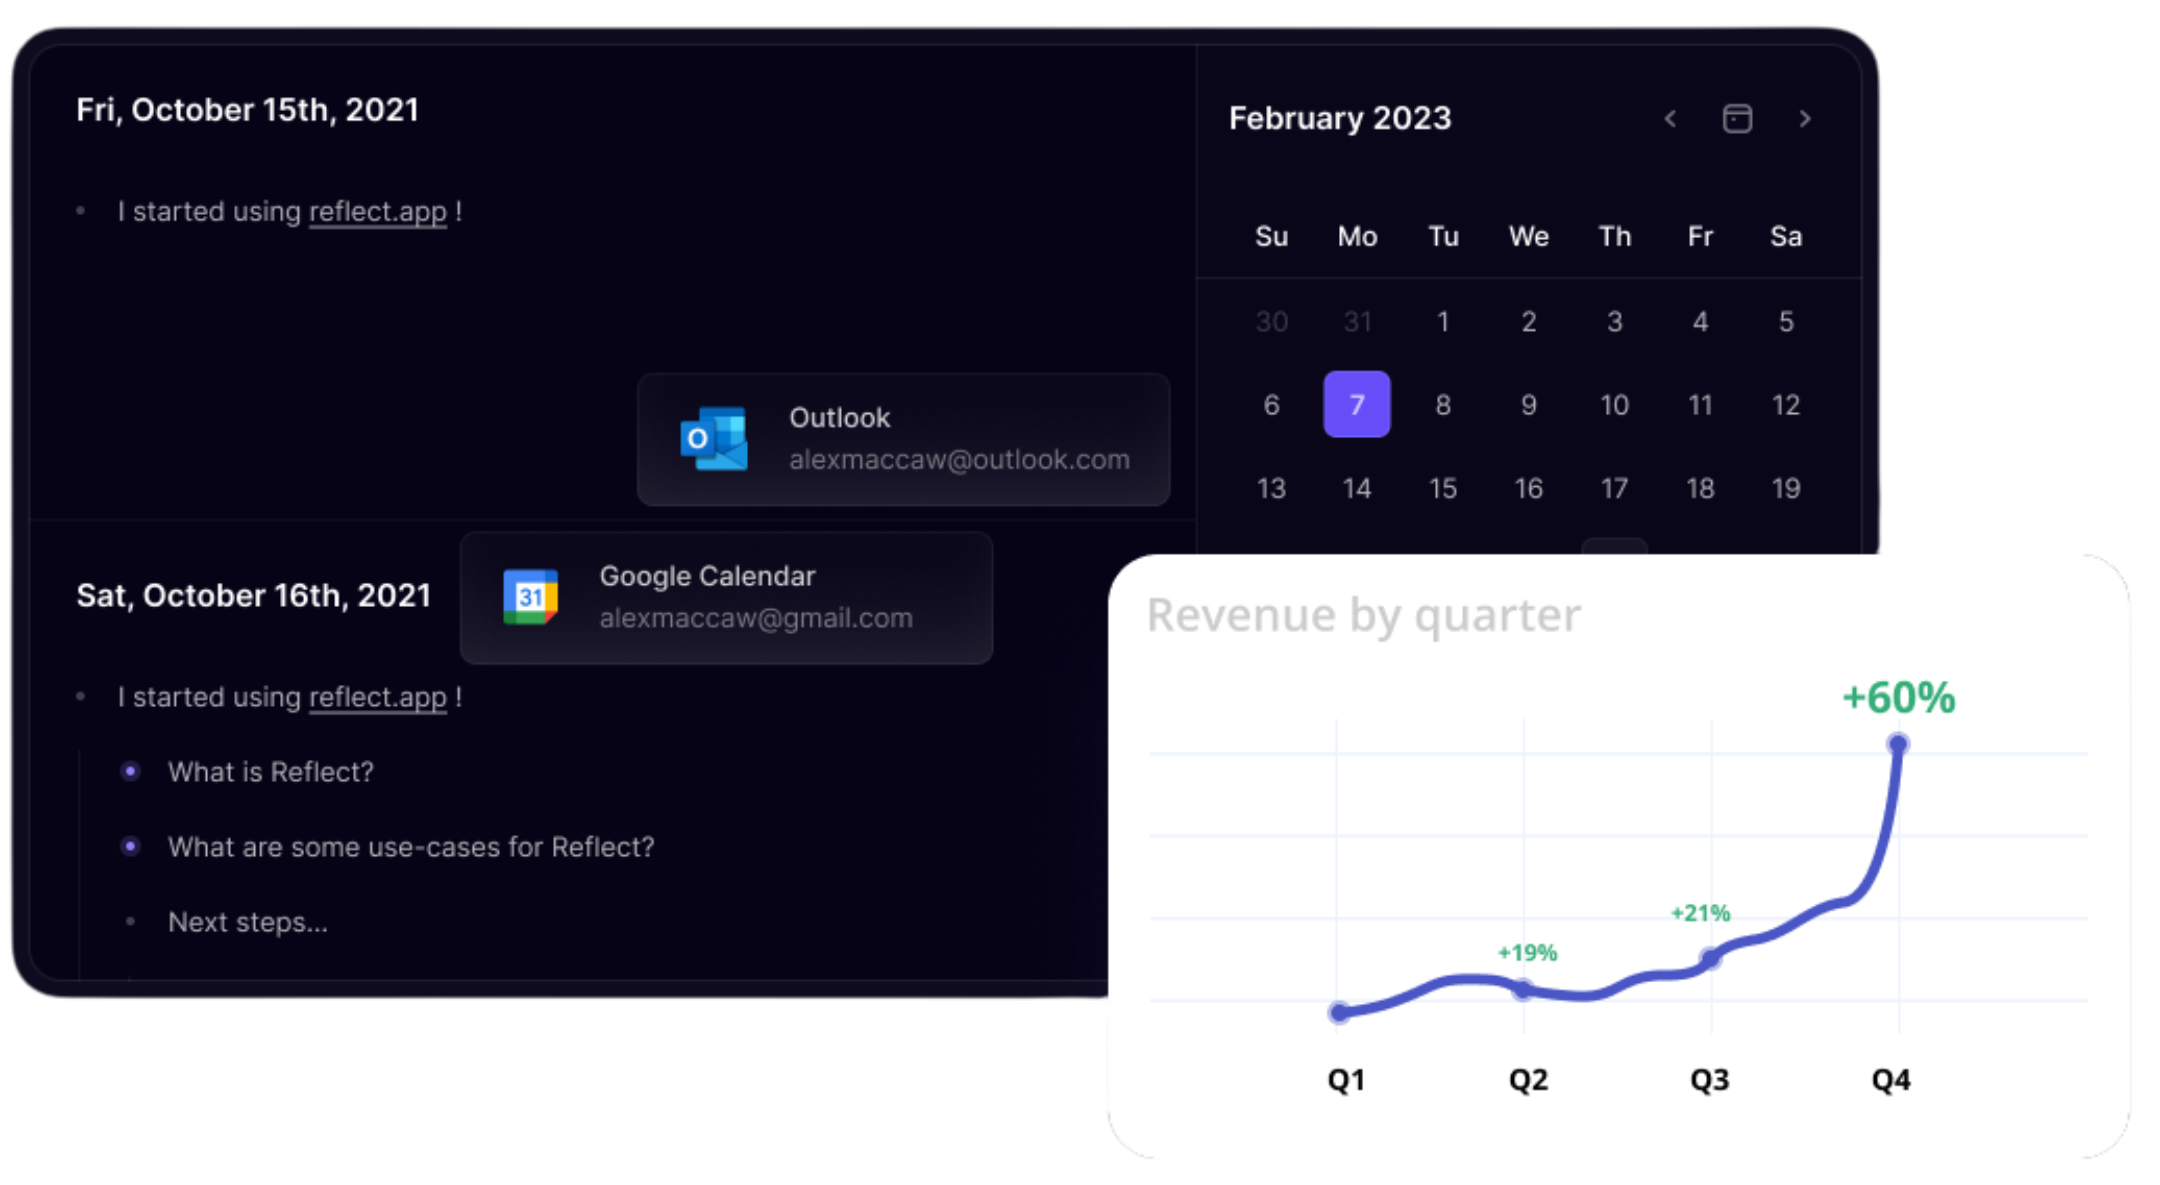 Fri, October 15th, 2021
I started using reflect.app !
Outlook
alexmaccaw@outlook.com
Google Calendar
alexmaccaw@gmail.com
Sat, October 16th, 2021
I started using reflect.app !
What is Reflect?
What are some use-cases for Reflect?
Next steps...
February 2023
Su Mo Tu We Th Fr Sa
30 31 1 2 3 4 5
6 7 8 9 10 11 12
13 14 15 16 17 18 19
Revenue by quarter
+60%
+21%
+19%
Q1 Q2 Q3 Q4